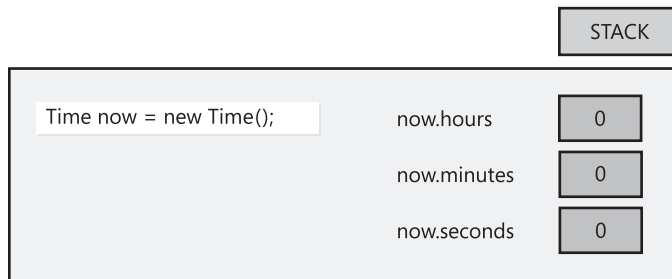 STACK
Time now = new Time();
now.hours 0
now.minutes 0
now.seconds 0